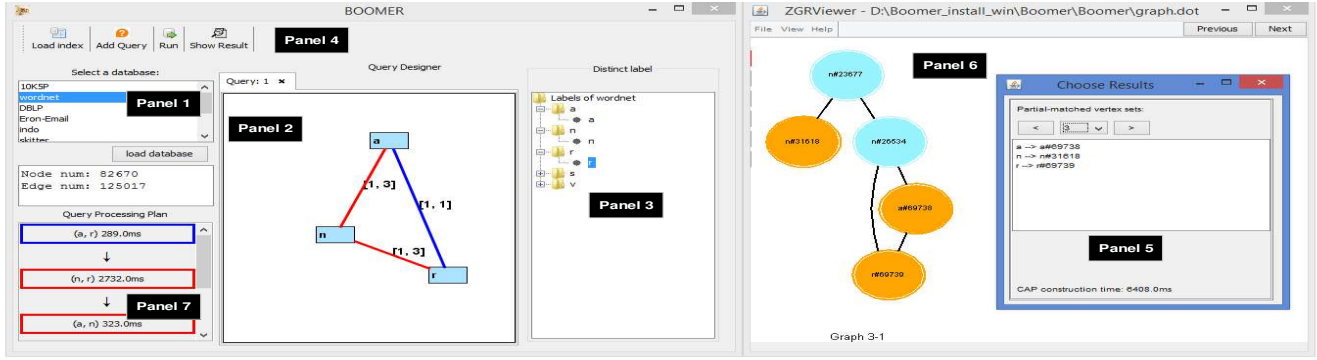 BOOMER
Load index
Add Query
Run
Show Result
Panel 4
Select a database:
10KSP
wordnet
DBLP
Eron-Email
indo
skitter
Panel 1
load database
Node num: 82670
Edge num: 125017
Query Processing Plan
(a, r) 289.0ms
↓
(n, r) 2732.0ms
↓
Panel 7
(a, n) 323.0ms
Query Designer
Query: 1 ×
Panel 2
a
[1, 3]
[1, 1]
n
[1, 3]
r
Distinct label
Labels of wordnet
a
a
n
n
r
r
s
v
Panel 3
ZGRViewer - D:\Boomer_install_win\Boomer\Boomer\graph.dot
File View Help
Previous
Next
Panel 6
n#23677
n#31618
n#26534
a#69738
r#69739
Graph 3-1
Choose Results
Partial-matched vertex sets:
<
3
>
a --> a#69738
n --> n#31618
r --> r#69739
Panel 5
CAP construction time: 6408.0ms